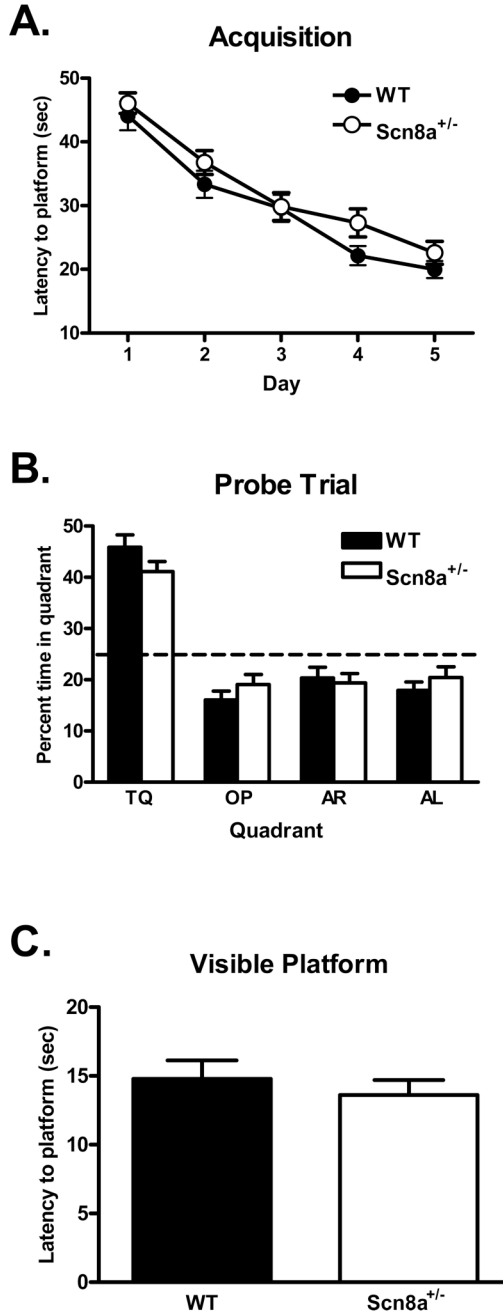 A.
Acquisition
Latency to platform (sec)
50
40
30
20
10
WT
Scn8a+/-
1 2 3 4 5
Day
B.
Probe Trial
Percent time in quadrant
50
40
30
20
10
0
WT
Scn8a+/-
TQ OP AR AL
Quadrant
C.
Visible Platform
Latency to platform (sec)
20
15
10
5
0
WT Scn8a+/-